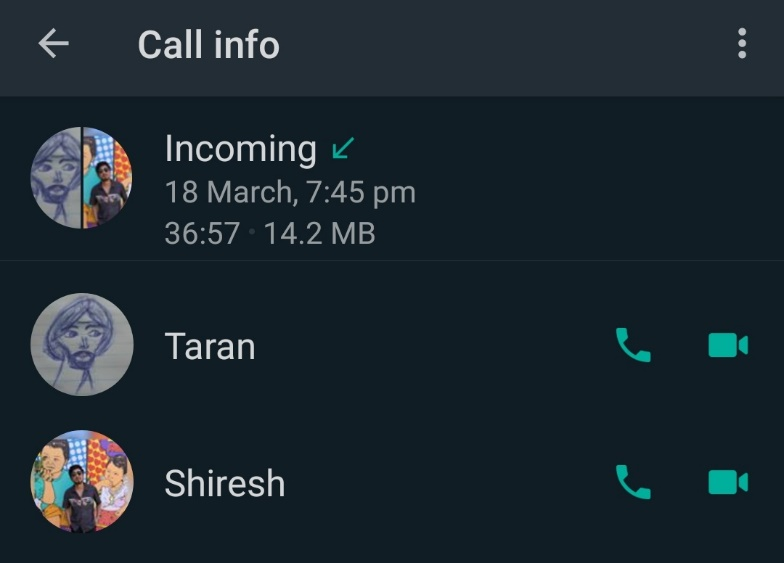 Call info
Incoming
18 March, 7:45 pm
36:57 · 14.2 MB
Taran
Shiresh